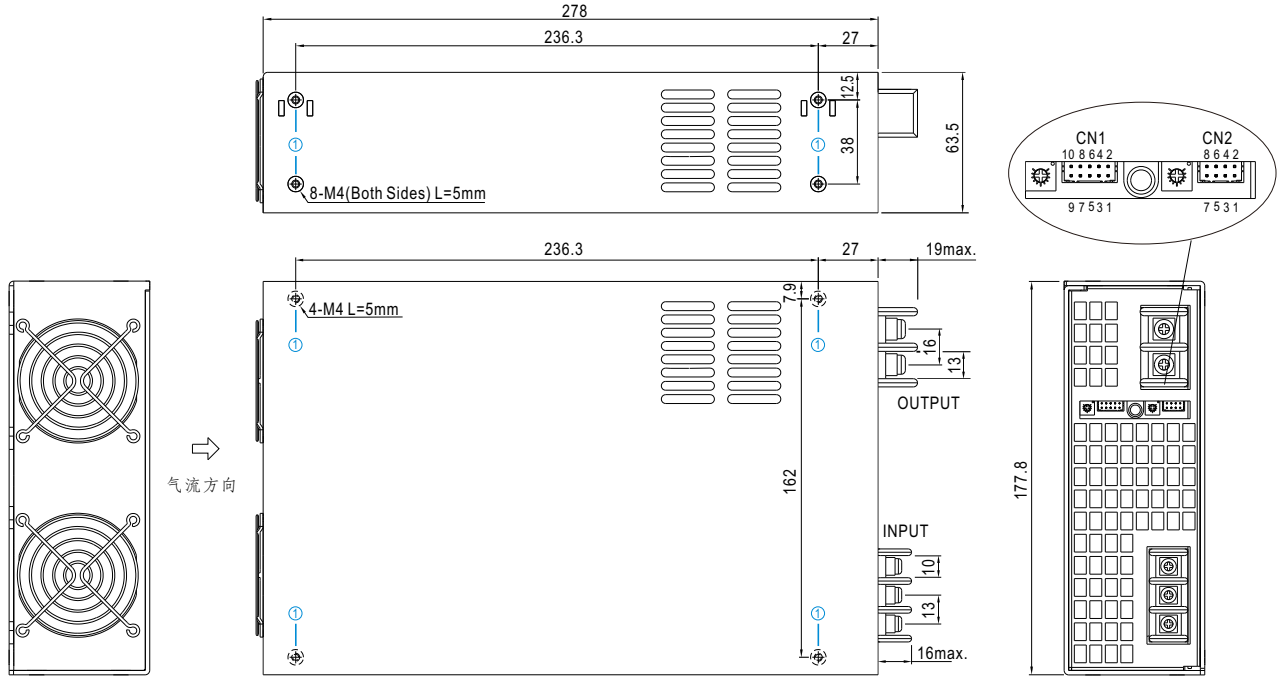 278
236.3
27
12.5
38
63.5
①
①
8-M4(Both Sides) L=5mm
CN1
CN2
10 8 6 4 2
8 6 4 2
9 7 5 3 1
7 5 3 1
236.3
27
19max.
7.9
4-M4 L=5mm
①
①
16
13
OUTPUT
气流方向
162
177.8
INPUT
10
13
①
①
16max.